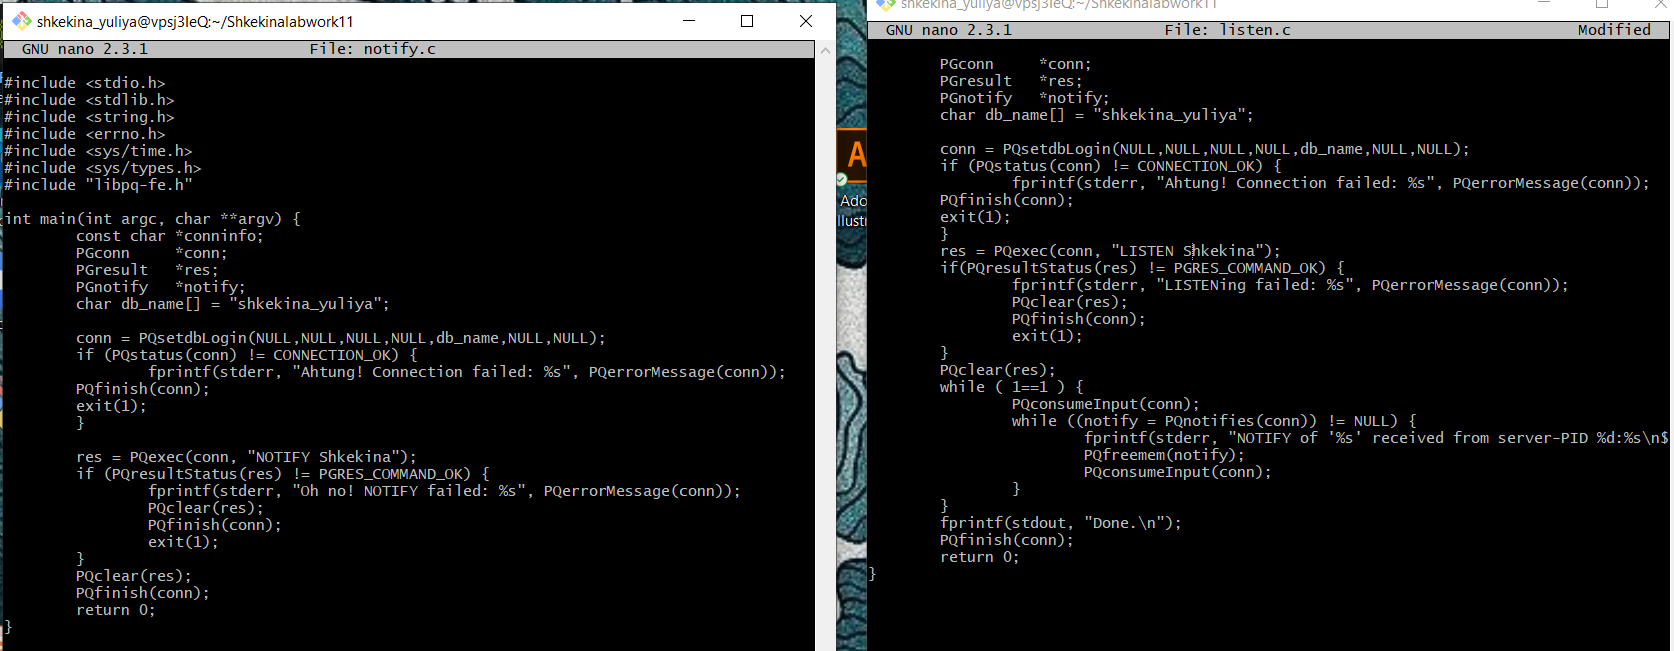 shkekina_yuliya@vpsj3IeQ:~/Shkekinalabwork11
GNU nano 2.3.1 File: notify.c
#include <stdio.h>
#include <stdlib.h>
#include <string.h>
#include <errno.h>
#include <sys/time.h>
#include <sys/types.h>
#include "libpq-fe.h"
int main(int argc, char **argv) {
const char *conninfo;
PGconn *conn;
PGresult *res;
PGnotify *notify;
char db_name[] = "shkekina_yuliya";
conn = PQsetdbLogin(NULL,NULL,NULL,NULL,db_name,NULL,NULL);
if (PQstatus(conn) != CONNECTION_OK) {
fprintf(stderr, "Ahtung! Connection failed: %s", PQerrorMessage(conn));
PQfinish(conn);
exit(1);
}
res = PQexec(conn, "NOTIFY Shkekina");
if (PQresultStatus(res) != PGRES_COMMAND_OK) {
fprintf(stderr, "Oh no! NOTIFY failed: %s", PQerrorMessage(conn));
PQclear(res);
PQfinish(conn);
exit(1);
}
PQclear(res);
PQfinish(conn);
return 0;
}
Ado
Illust
shkekina_yuliya@vpsj3IeQ:~/Shkekinalabwork11
GNU nano 2.3.1 File: listen.c Modified
PGconn *conn;
PGresult *res;
PGnotify *notify;
char db_name[] = "shkekina_yuliya";
conn = PQsetdbLogin(NULL,NULL,NULL,NULL,db_name,NULL,NULL);
if (PQstatus(conn) != CONNECTION_OK) {
fprintf(stderr, "Ahtung! Connection failed: %s", PQerrorMessage(conn));
PQfinish(conn);
exit(1);
}
res = PQexec(conn, "LISTEN Shkekina");
if(PQresultStatus(res) != PGRES_COMMAND_OK) {
fprintf(stderr, "LISTENing failed: %s", PQerrorMessage(conn));
PQclear(res);
PQfinish(conn);
exit(1);
}
PQclear(res);
while ( 1==1 ) {
PQconsumeInput(conn);
while ((notify = PQnotifies(conn)) != NULL) {
fprintf(stderr, "NOTIFY of '%s' received from server-PID %d:%s\n$
PQfreemem(notify);
PQconsumeInput(conn);
}
}
fprintf(stdout, "Done.\n");
PQfinish(conn);
return 0;
}